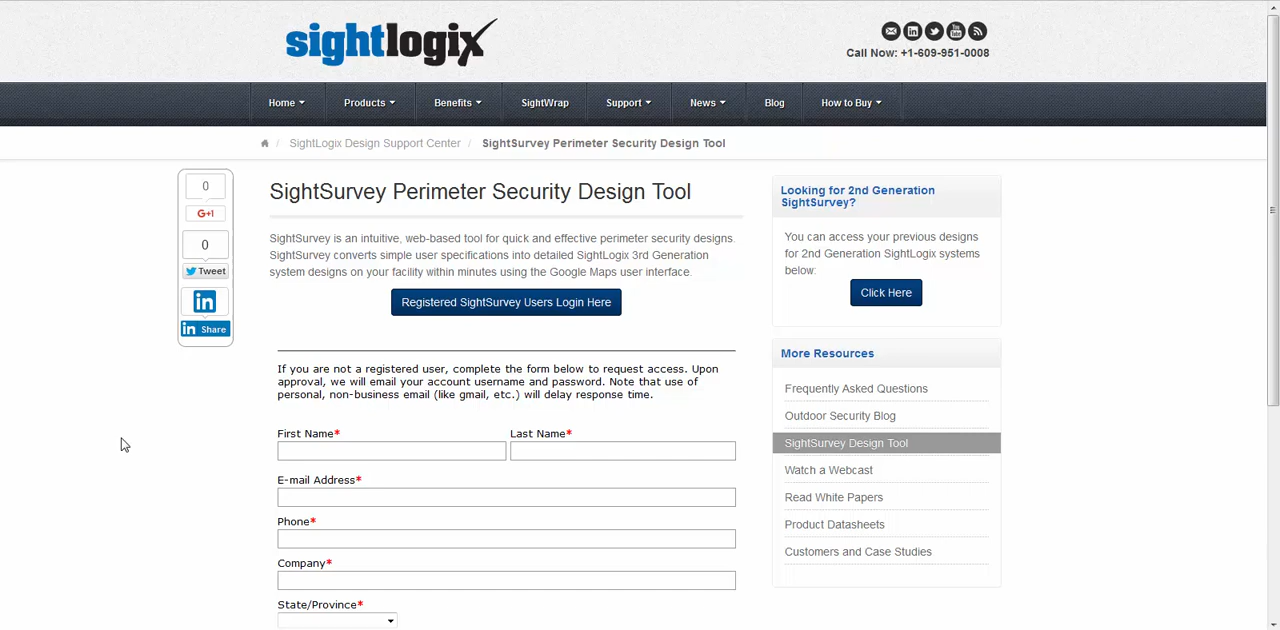 sightlogix
Call Now: +1-609-951-0008
Home
Products
Benefits
SightWrap
Support
News
Blog
How to Buy
/ SightLogix Design Support Center / SightSurvey Perimeter Security Design Tool
0
G+1
0
Tweet
in
in Share
SightSurvey Perimeter Security Design Tool
SightSurvey is an intuitive, web-based tool for quick and effective perimeter security designs.
SightSurvey converts simple user specifications into detailed SightLogix 3rd Generation
system designs on your facility within minutes using the Google Maps user interface.
Registered SightSurvey Users Login Here
If you are not a registered user, complete the form below to request access. Upon
approval, we will email your account username and password. Note that use of
personal, non-business email (like gmail, etc.) will delay response time.
First Name* Last Name*
E-mail Address*
Phone*
Company*
State/Province*
Looking for 2nd Generation
SightSurvey?
You can access your previous designs
for 2nd Generation SightLogix systems
below:
Click Here
More Resources
Frequently Asked Questions
Outdoor Security Blog
SightSurvey Design Tool
Watch a Webcast
Read White Papers
Product Datasheets
Customers and Case Studies